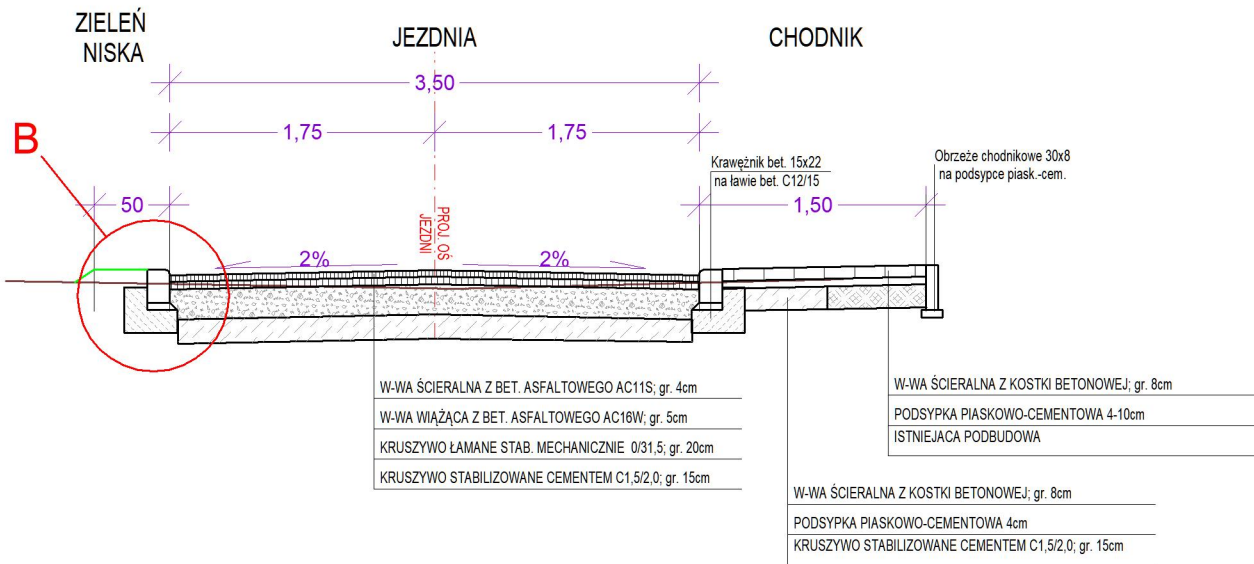 ZIELEŃ
NISKA
JEZDNIA
CHODNIK
3,50
1,75
1,75
B
Krawężnik bet. 15x22
na ławie bet. C12/15
Obrzeże chodnikowe 30x8
na podsypce piask.-cem.
50
1,50
PROJ. OŚ
JEZDNI
2%
2%
W-WA ŚCIERALNA Z BET. ASFALTOWEGO AC11S; gr. 4cm
W-WA WIĄŻĄCA Z BET. ASFALTOWEGO AC16W; gr. 5cm
KRUSZYWO ŁAMANE STAB. MECHANICZNIE 0/31,5; gr. 20cm
KRUSZYWO STABILIZOWANE CEMENTEM C1,5/2,0; gr. 15cm
W-WA ŚCIERALNA Z KOSTKI BETONOWEJ; gr. 8cm
PODSYPKA PIASKOWO-CEMENTOWA 4-10cm
ISTNIEJACA PODBUDOWA
W-WA ŚCIERALNA Z KOSTKI BETONOWEJ; gr. 8cm
PODSYPKA PIASKOWO-CEMENTOWA 4cm
KRUSZYWO STABILIZOWANE CEMENTEM C1,5/2,0; gr. 15cm